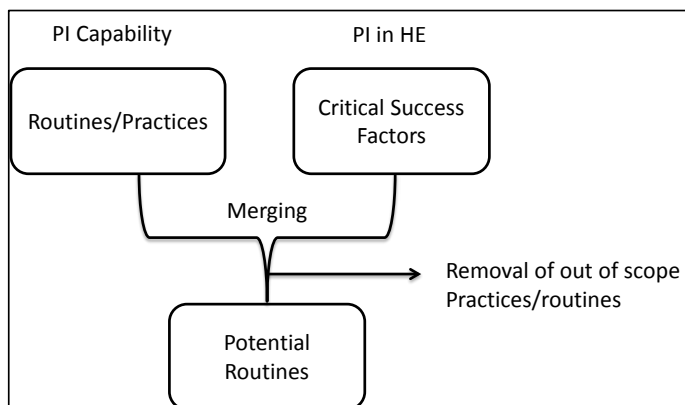 PI Capability
PI in HE
Routines/Practices
Critical Success
Factors
Merging
Removal of out of scope
Practices/routines
Potential
Routines